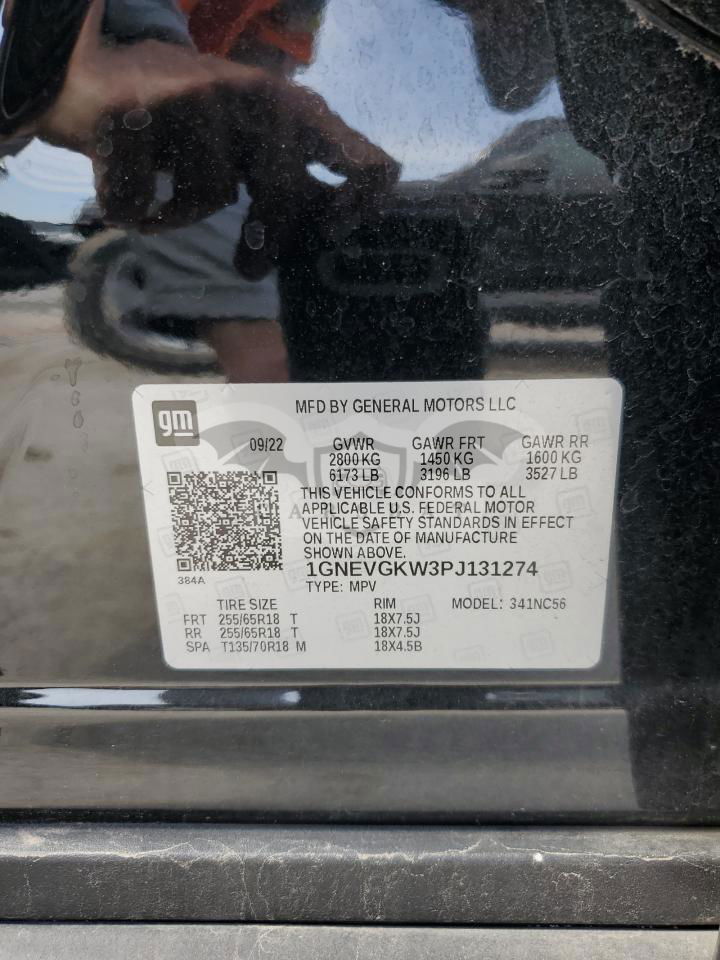 gm
MFD BY GENERAL MOTORS LLC
09/22 GVWR GAWR FRT GAWR RR
2800 KG 1450 KG 1600 KG
6173 LB 3196 LB 3527 LB
THIS VEHICLE CONFORMS TO ALL
APPLICABLE U.S. FEDERAL MOTOR
VEHICLE SAFETY STANDARDS IN EFFECT
ON THE DATE OF MANUFACTURE
SHOWN ABOVE.
1GNEVGKW3PJ131274
384A
TYPE: MPV
TIRE SIZE RIM MODEL: 341NC56
FRT 255/65R18 T 18X7.5J
RR 255/65R18 T 18X7.5J
SPA T135/70R18 M 18X4.5B